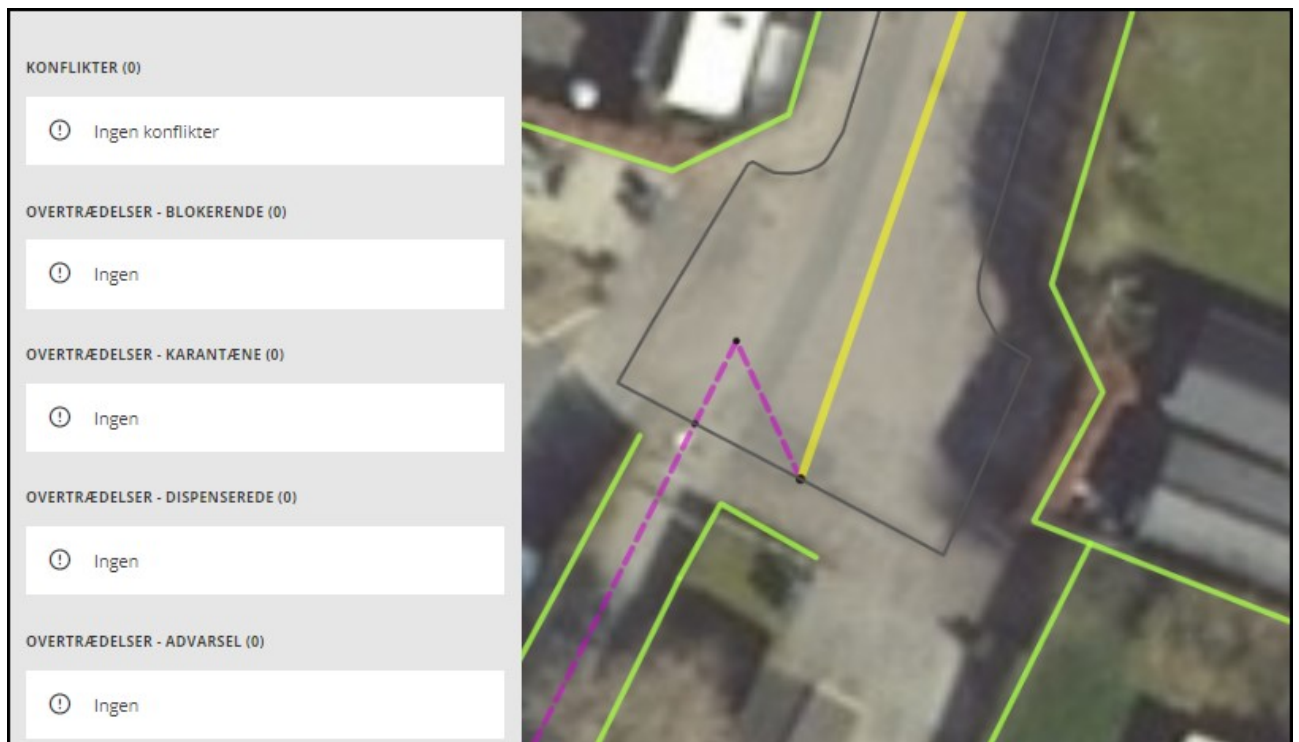 KONFLIKTER (0)
Ingen konflikter
OVERTRÆDELSER - BLOKERENDE (0)
Ingen
OVERTRÆDELSER - KARANTÆNE (0)
Ingen
OVERTRÆDELSER - DISPENSEREDE (0)
Ingen
OVERTRÆDELSER - ADVARSEL (0)
Ingen